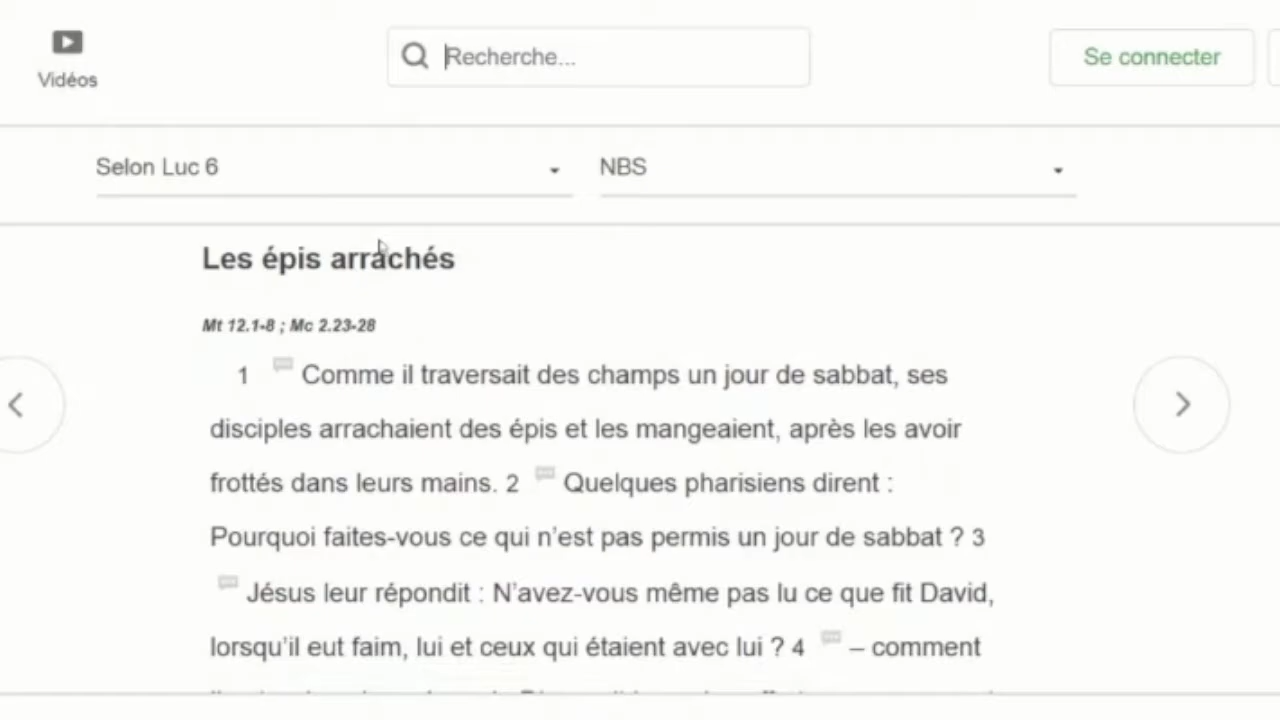 Vidéos
Recherche...
Se connecter
Selon Luc 6
NBS
Les épis arrachés
Mt 12.1-8 ; Mc 2.23-28
1 Comme il traversait des champs un jour de sabbat, ses
disciples arrachaient des épis et les mangeaient, après les avoir
frottés dans leurs mains. 2 Quelques pharisiens dirent :
Pourquoi faites-vous ce qui n’est pas permis un jour de sabbat ? 3
Jésus leur répondit : N’avez-vous même pas lu ce que fit David,
lorsqu’il eut faim, lui et ceux qui étaient avec lui ? 4 – comment